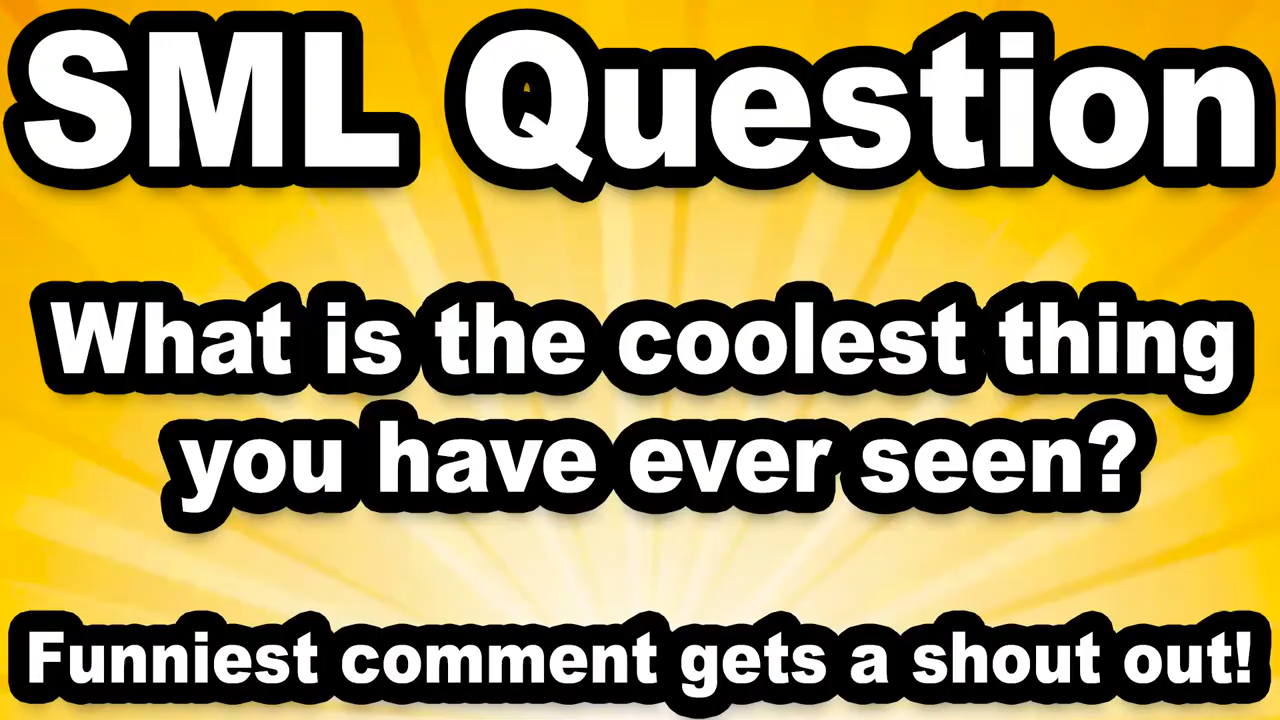 SML Question
What is the coolest thing
you have ever seen?
Funniest comment gets a shout out!